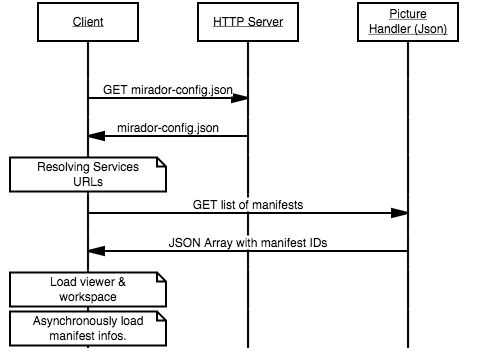 Client
HTTP Server
Picture
Handler (Json)
GET mirador-config.json
mirador-config.json
Resolving Services
URLs
GET list of manifests
JSON Array with manifest IDs
Load viewer &
workspace
Asynchronously load
manifest infos.